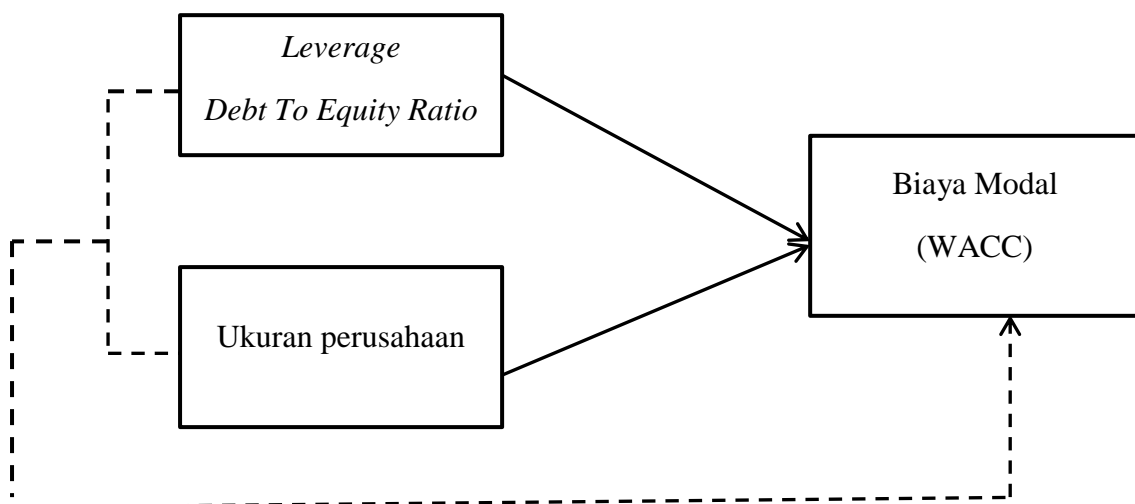 Leverage
Debt To Equity Ratio
Biaya Modal
(WACC)
Ukuran perusahaan